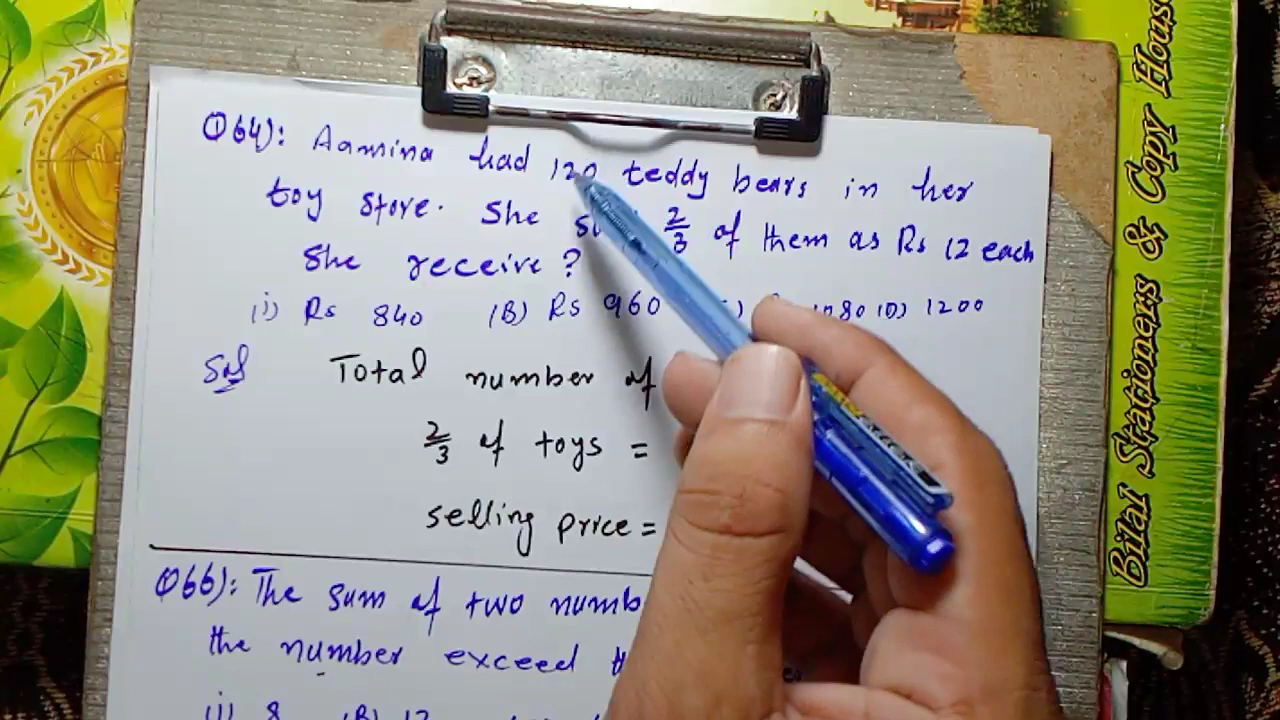 Q64): Aamina had 120 teddy bears in her
toy store. She 2/3 of them as Rs 12 each
She receive?
(i) Rs 840 (B) Rs 960 1080 (D) 1200
Sol Total number of
2/3 of toys =
selling price =
Q66): The sum of two
the number exceed
(i) 8 (B) 12
Bilal Stationers & Copy House